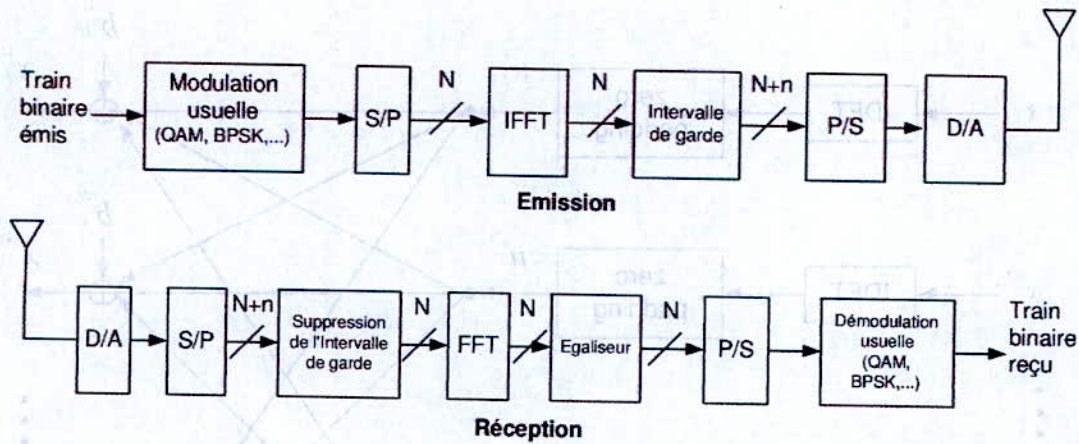 Train
binaire
émis
Modulation
usuelle
(QAM, BPSK,...)
S/P
N
IFFT
N
Intervalle
de garde
N+n
P/S
D/A
Emission
D/A
S/P
N+n
Suppression
de l'Intervalle
de garde
N
FFT
N
Egaliseur
N
P/S
Démodulation
usuelle
(QAM,
BPSK,...)
Train
binaire
reçu
Réception